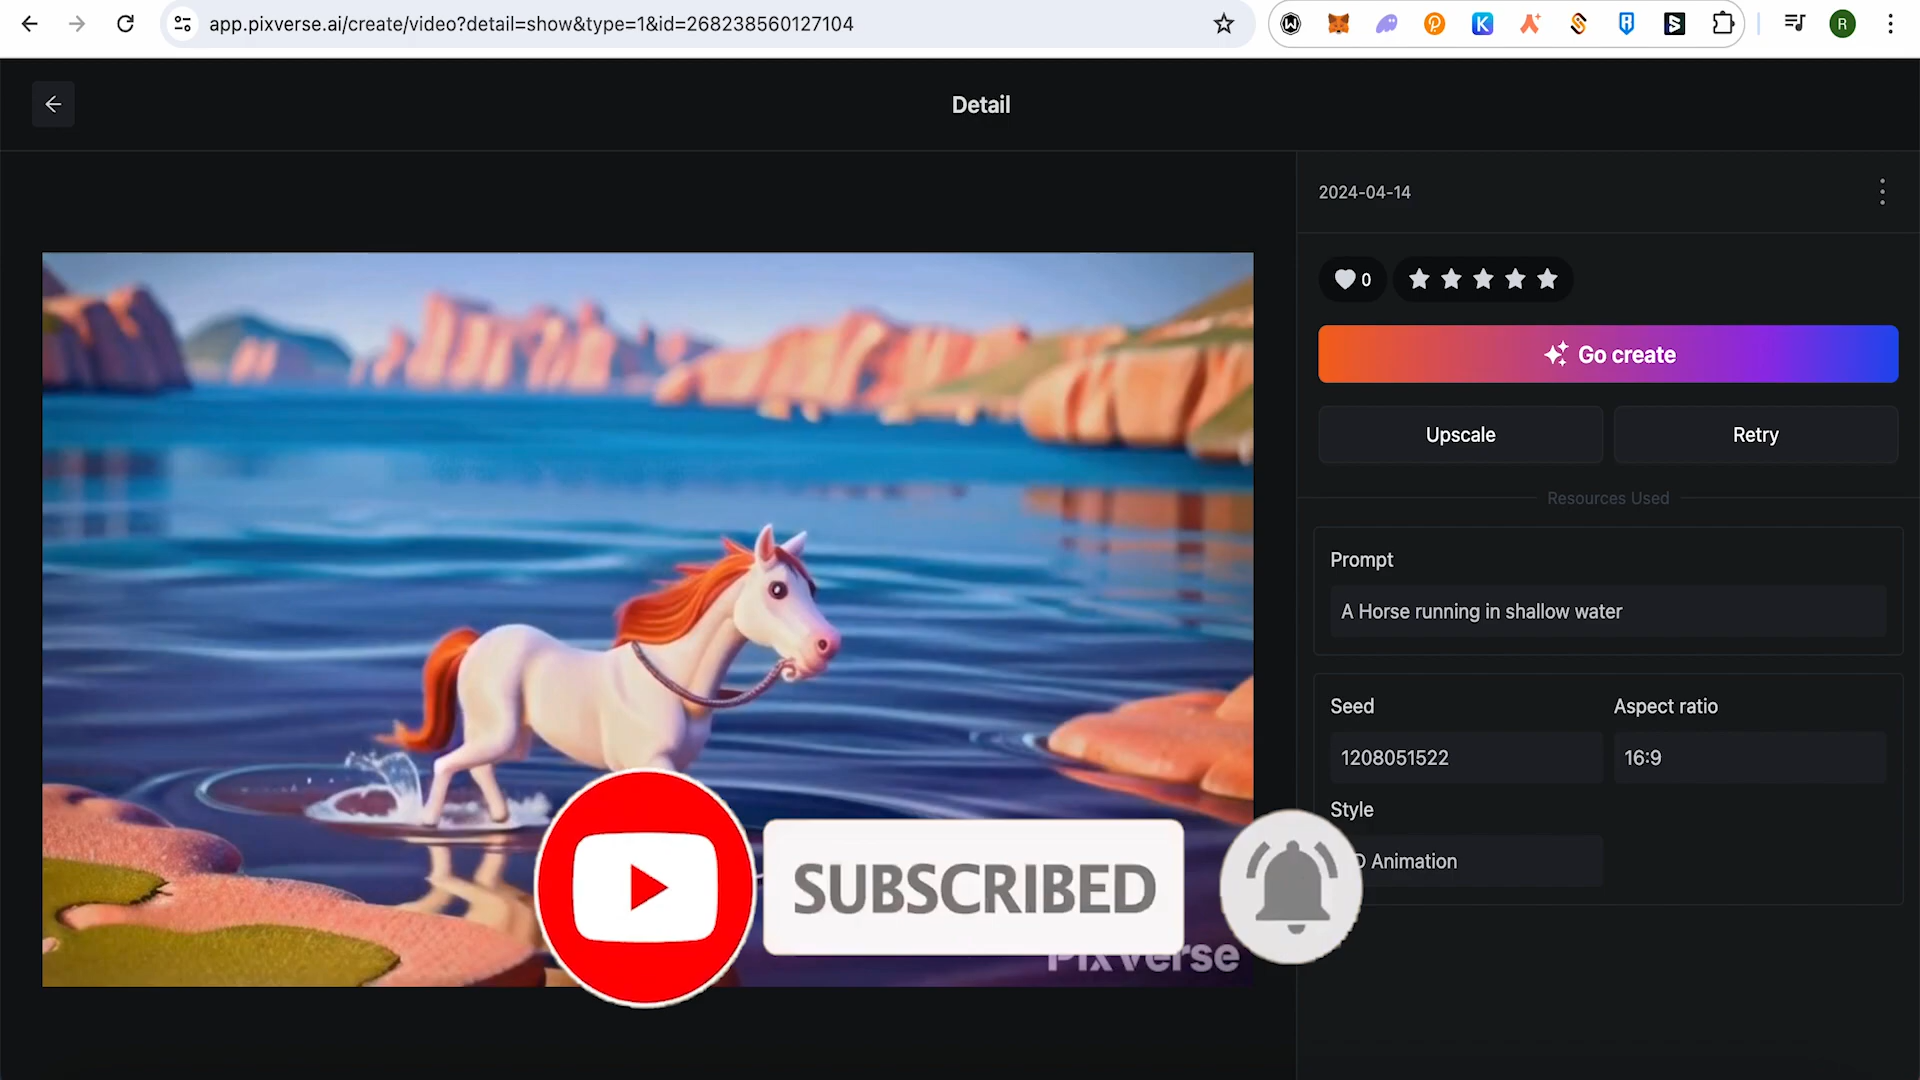 app.pixverse.ai/create/video?detail=show&type=1&id=268238560127104
R
Detail
2024-04-14
0
Go create
Upscale
Retry
Resources Used
Prompt
A Horse running in shallow water
Seed
Aspect ratio
1208051522
16:9
Style
D Animation
SUBSCRIBED
PixVerse